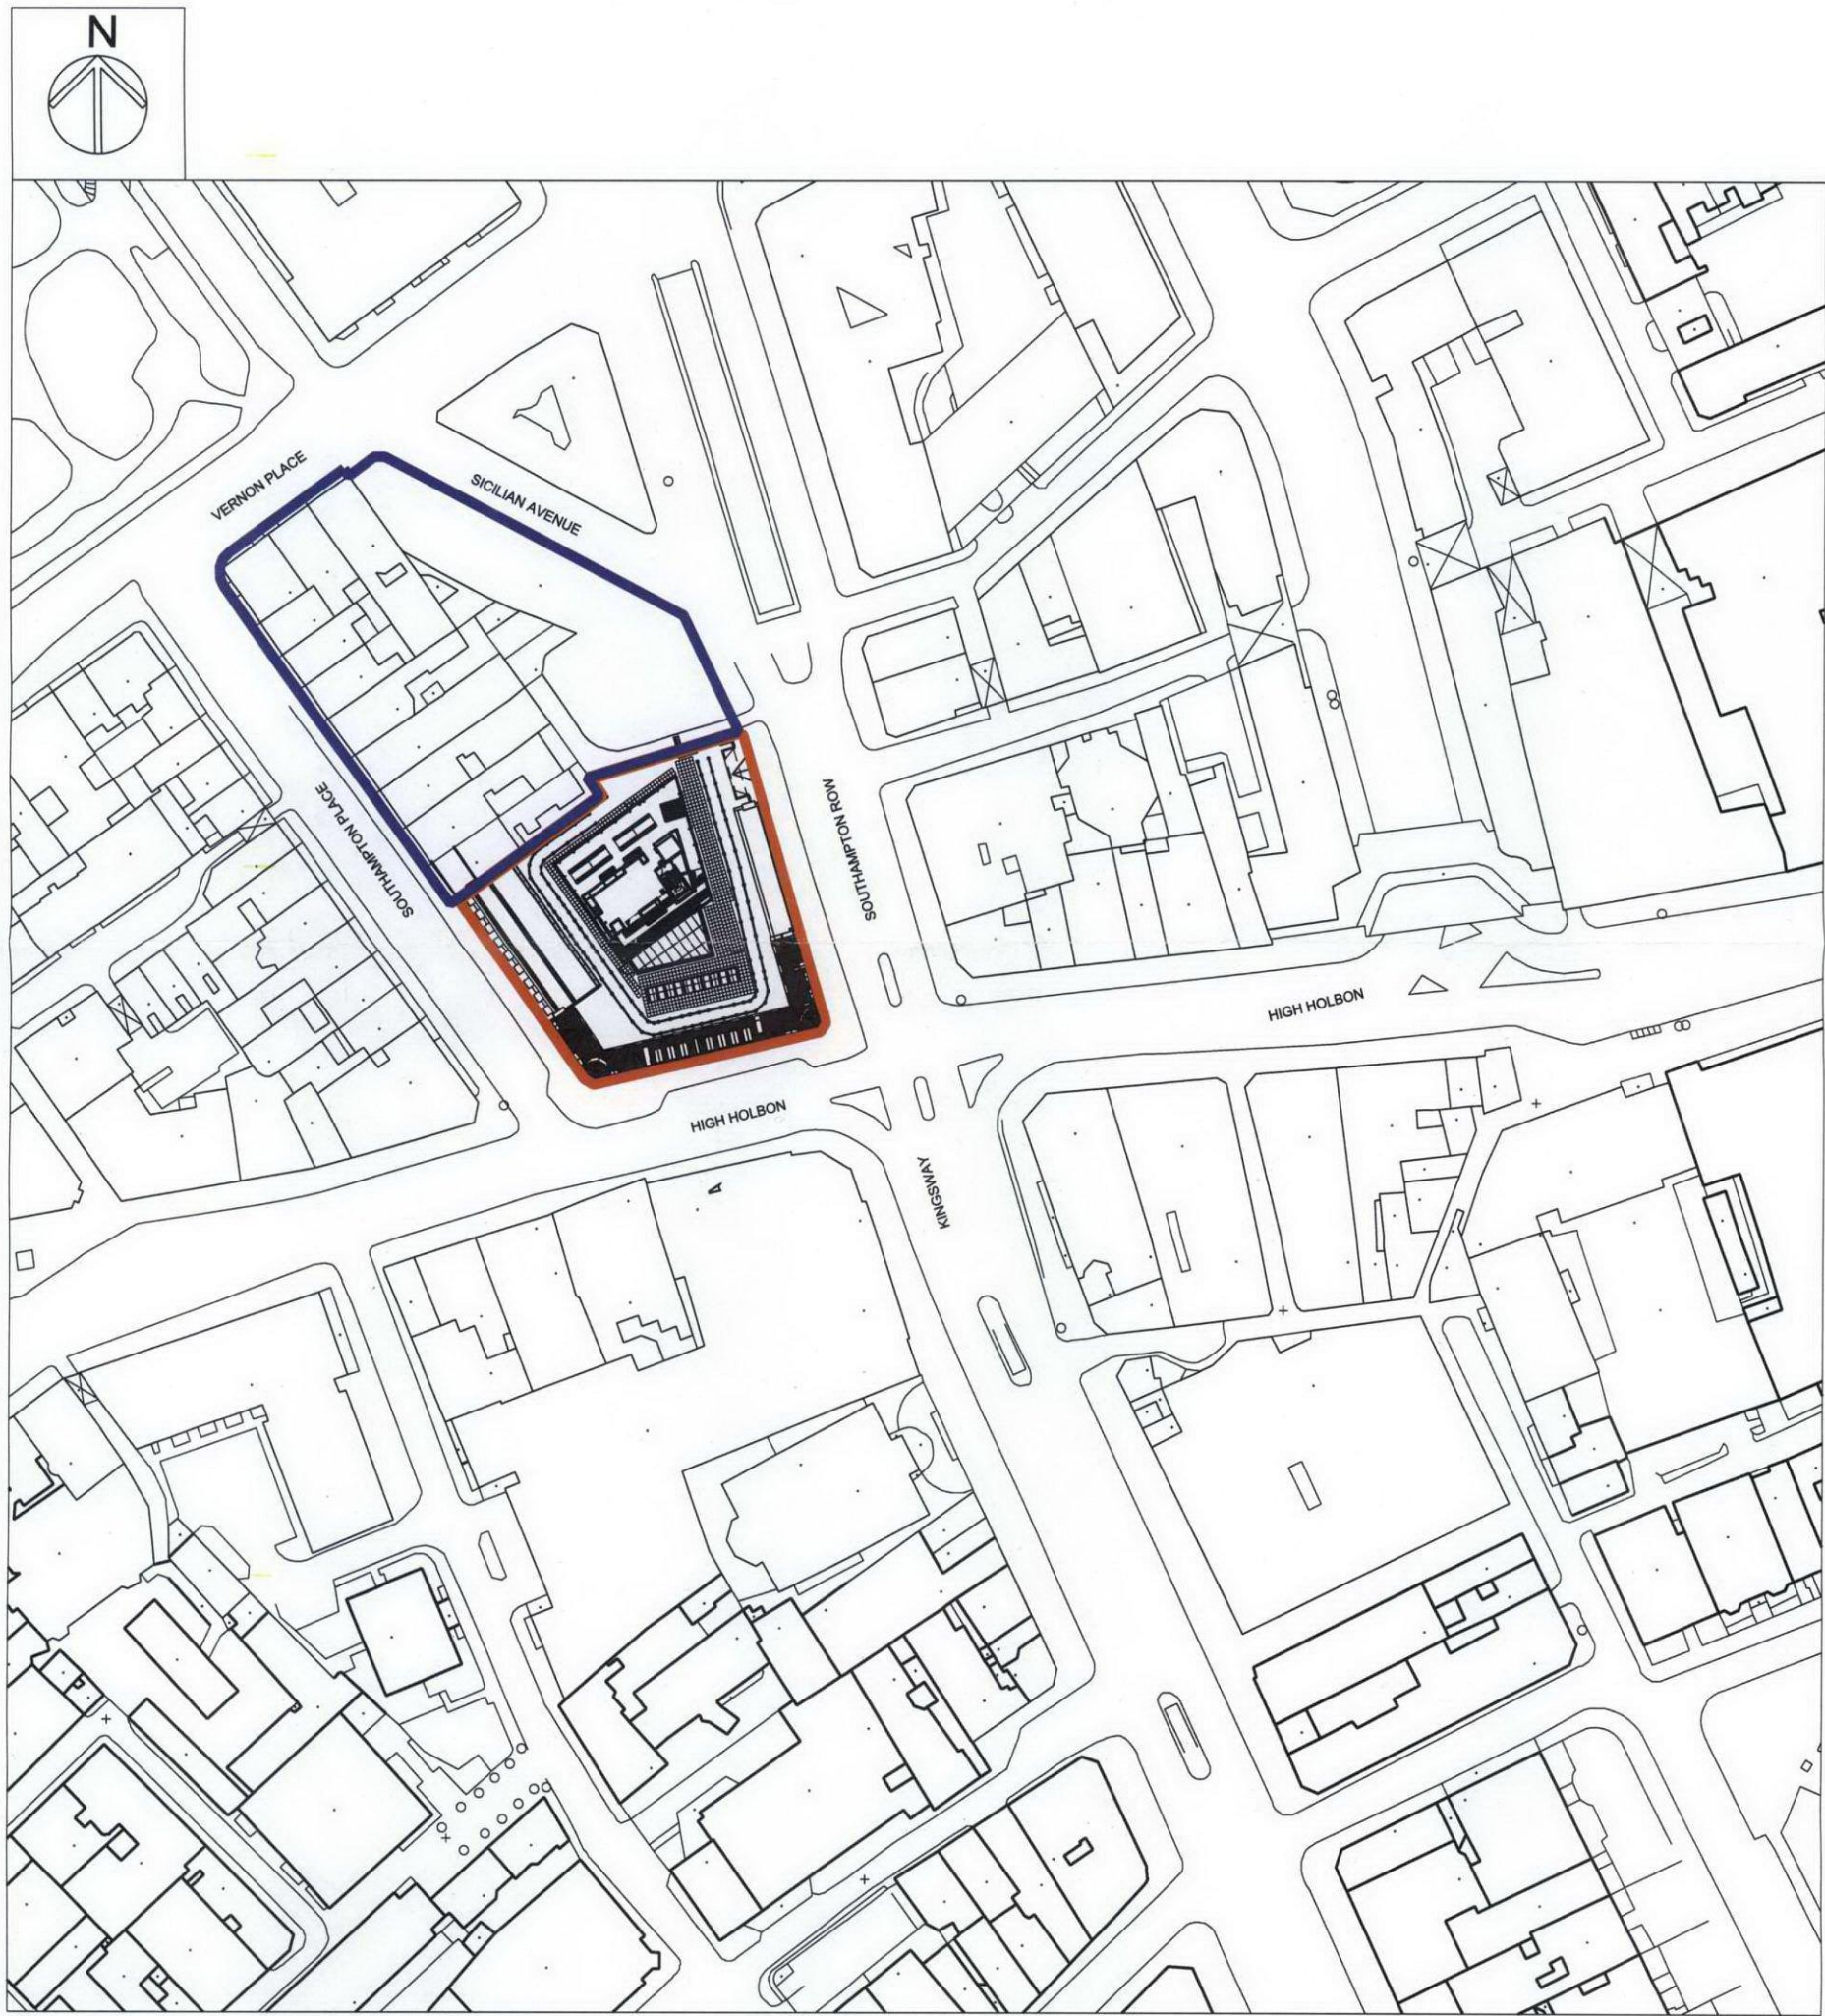 N
VERNON PLACE
SICILIAN AVENUE
SOUTHAMPTON PLACE
SOUTHAMPTON ROW
HIGH HOLBON
HIGH HOLBON
KINGSWAY